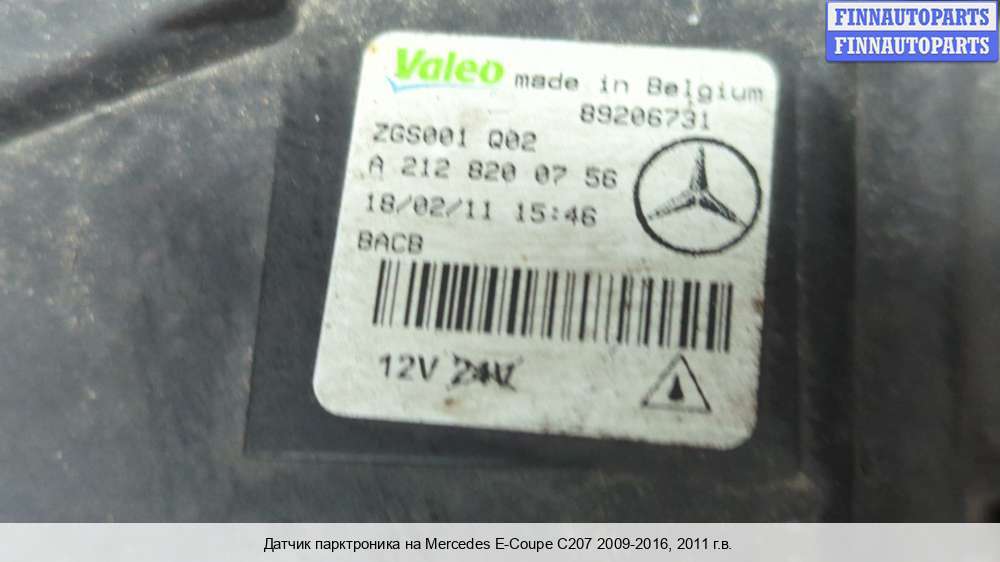 FINNAUTOPARTS
FINNAUTOPARTS
Valeo made in Belgium
89206731
ZGS001 Q02
A 212 820 07 56
18/02/11 15:46
BACB
12V 24V
Датчик парктроника на Mercedes E-Coupe C207 2009-2016, 2011 г.в.